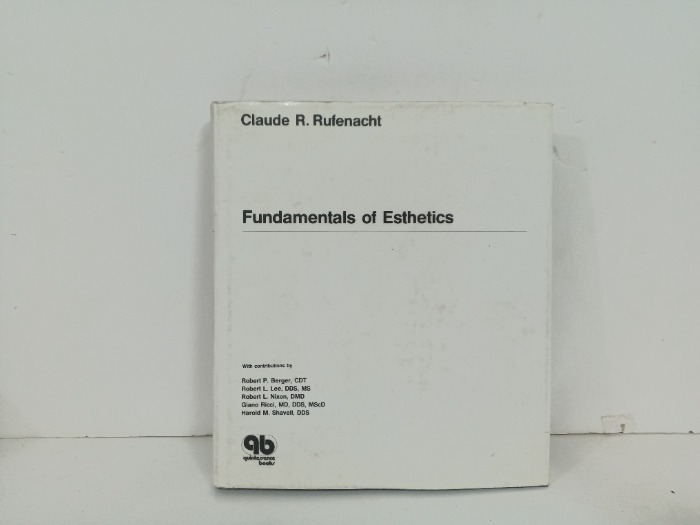 Claude R. Rufenacht
Fundamentals of Esthetics
With contributions by
Robert P. Berger, CDT
Robert L. Lee, DDS, MS
Robert L. Nixon, DMD
Giano Ricci, MD, DDS, MScD
Harold M. Shavell, DDS
qb
quintessence
books